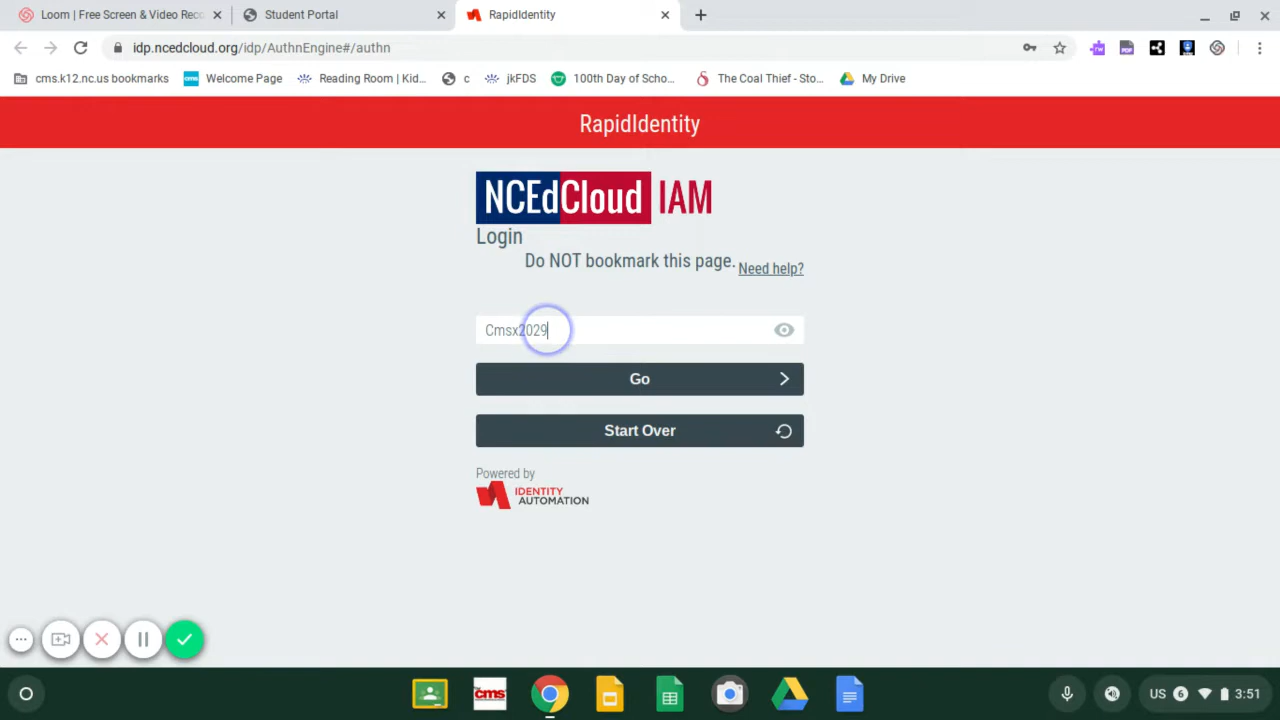 Loom | Free Screen & Video Reco
Student Portal
RapidIdentity
idp.ncedcloud.org/idp/AuthnEngine#/authn
cms.k12.nc.us bookmarks
Welcome Page
Reading Room | Kid...
c
jkFDS
100th Day of Scho...
The Coal Thief - Sto...
My Drive
RapidIdentity
NCEdCloud IAM
Login
Do NOT bookmark this page.
Need help?
Cmsx2029
Go
Start Over
Powered by
IDENTITY
AUTOMATION
cms
US
6
3:51